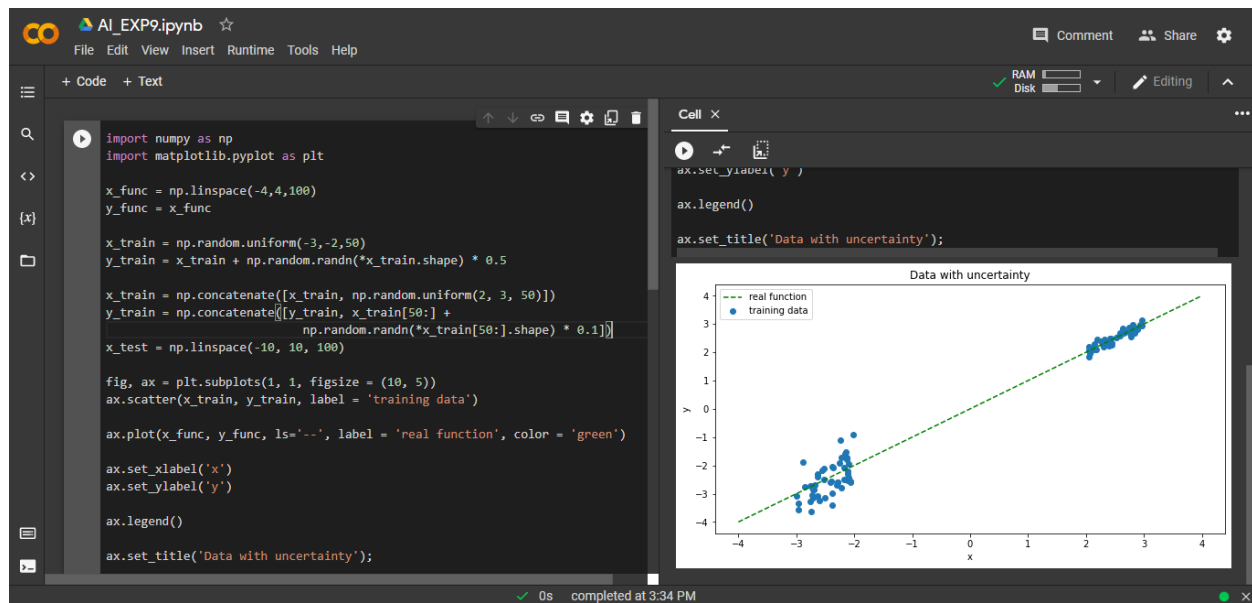 AI_EXP9.ipynb
File Edit View Insert Runtime Tools Help
Comment Share
+ Code + Text
RAM
Disk
Editing
import numpy as np
import matplotlib.pyplot as plt
x_func = np.linspace(-4,4,100)
y_func = x_func
x_train = np.random.uniform(-3,-2,50)
y_train = x_train + np.random.randn(*x_train.shape) * 0.5
x_train = np.concatenate([x_train, np.random.uniform(2, 3, 50)])
y_train = np.concatenate([y_train, x_train[50:] +
np.random.randn(*x_train[50:].shape) * 0.1])
x_test = np.linspace(-10, 10, 100)
fig, ax = plt.subplots(1, 1, figsize = (10, 5))
ax.scatter(x_train, y_train, label = 'training data')
ax.plot(x_func, y_func, ls='--', label = 'real function', color = 'green')
ax.set_xlabel('x')
ax.set_ylabel('y')
ax.legend()
ax.set_title('Data with uncertainty');
{x}
Cell
ax.set_ylabel('y')
ax.legend()
ax.set_title('Data with uncertainty');
Data with uncertainty
real function
training data
4
3
2
1
0
−1
−2
−3
−4
y
−4 −3 −2 −1 0 1 2 3 4
x
0s completed at 3:34 PM